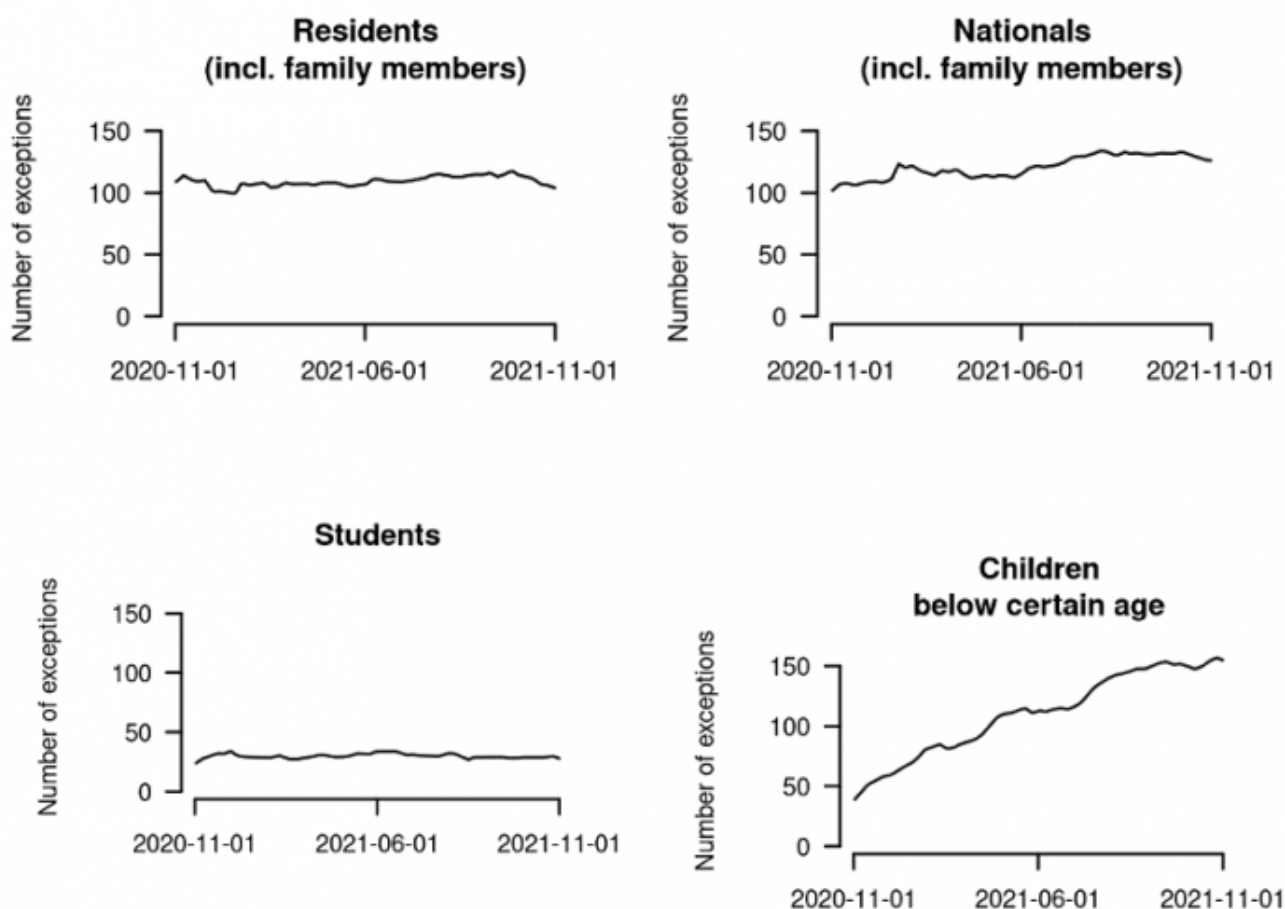 Residents
(incl. family members)
Number of exceptions
150
100
50
0
2020-11-01 2021-06-01 2021-11-01
Nationals
(incl. family members)
Number of exceptions
150
100
50
0
2020-11-01 2021-06-01 2021-11-01
Students
Number of exceptions
150
100
50
0
2020-11-01 2021-06-01 2021-11-01
Children
below certain age
Number of exceptions
150
100
50
0
2020-11-01 2021-06-01 2021-11-01